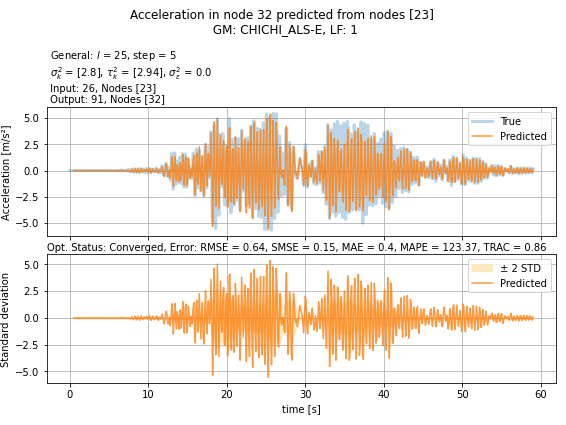 Acceleration in node 32 predicted from nodes [23]
GM: CHICHI_ALS-E, LF: 1
General: l = 25, step = 5
σ²ₖ = [2.8], τ²ₖ = [2.94], σ²ε = 0.0
Input: 26, Nodes [23]
Output: 91, Nodes [32]
Acceleration [m/s²]
5.0
2.5
0.0
−2.5
−5.0
True
Predicted
Opt. Status: Converged, Error: RMSE = 0.64, SMSE = 0.15, MAE = 0.4, MAPE = 123.37, TRAC = 0.86
Standard deviation
5.0
2.5
0.0
−2.5
−5.0
± 2 STD
Predicted
0 10 20 30 40 50 60
time [s]